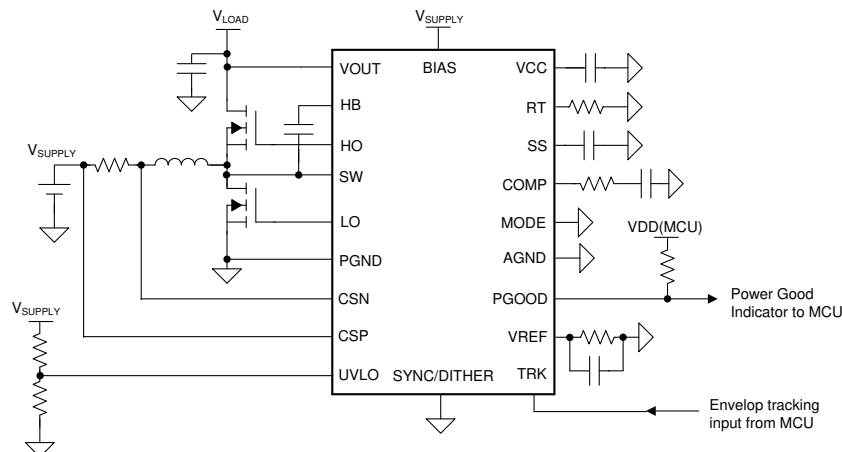 VLOAD
VSUPPLY
VOUT
BIAS
VCC
HB
RT
HO
SS
VSUPPLY
SW
COMP
LO
MODE
VDD(MCU)
PGND
AGND
CSN
PGOOD
Power Good
Indicator to MCU
VSUPPLY
CSP
VREF
UVLO
SYNC/DITHER
TRK
Envelop tracking
input from MCU